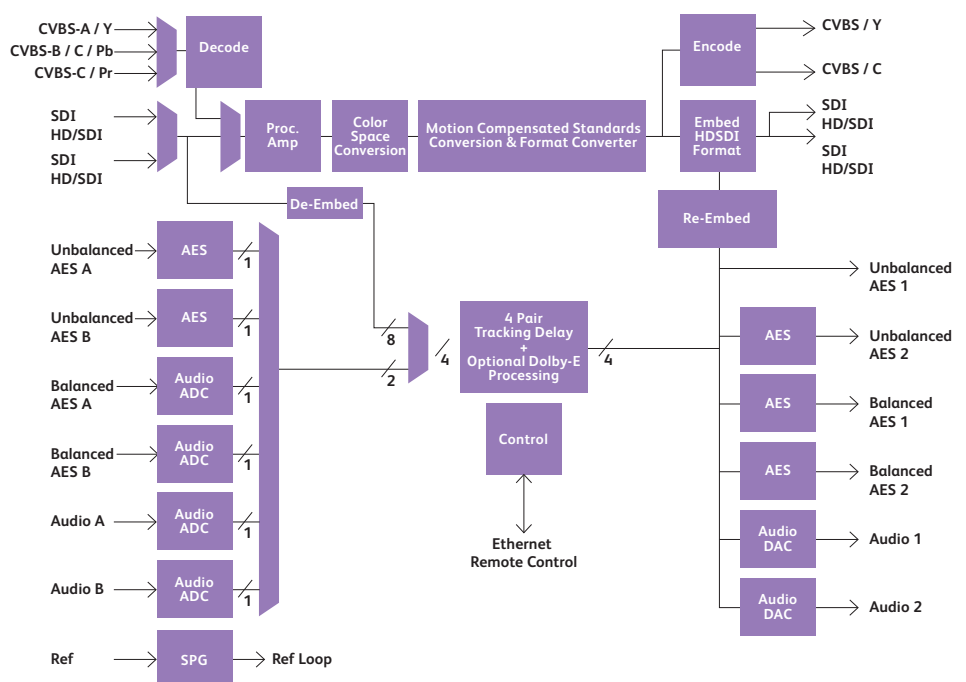 CVBS-A / Y
CVBS-B / C / Pb
CVBS-C / Pr
Decode
Encode
CVBS / Y
CVBS / C
SDI
HD/SDI
SDI
HD/SDI
Proc.
Amp
Color
Space
Conversion
Motion Compensated Standards
Conversion & Format Converter
Embed
HDSDI
Format
SDI
HD/SDI
SDI
HD/SDI
De-Embed
Re-Embed
Unbalanced
AES A
AES
1
Unbalanced
AES B
AES
1
Balanced
AES A
Audio
ADC
1
Balanced
AES B
Audio
ADC
1
Audio A
Audio
ADC
1
Audio B
Audio
ADC
1
Ref
SPG
Ref Loop
8
2
4
4 Pair
Tracking Delay
+
Optional Dolby-E
Processing
4
Control
Ethernet
Remote Control
Unbalanced
AES 1
AES
Unbalanced
AES 2
AES
Balanced
AES 1
AES
Balanced
AES 2
Audio
DAC
Audio 1
Audio
DAC
Audio 2